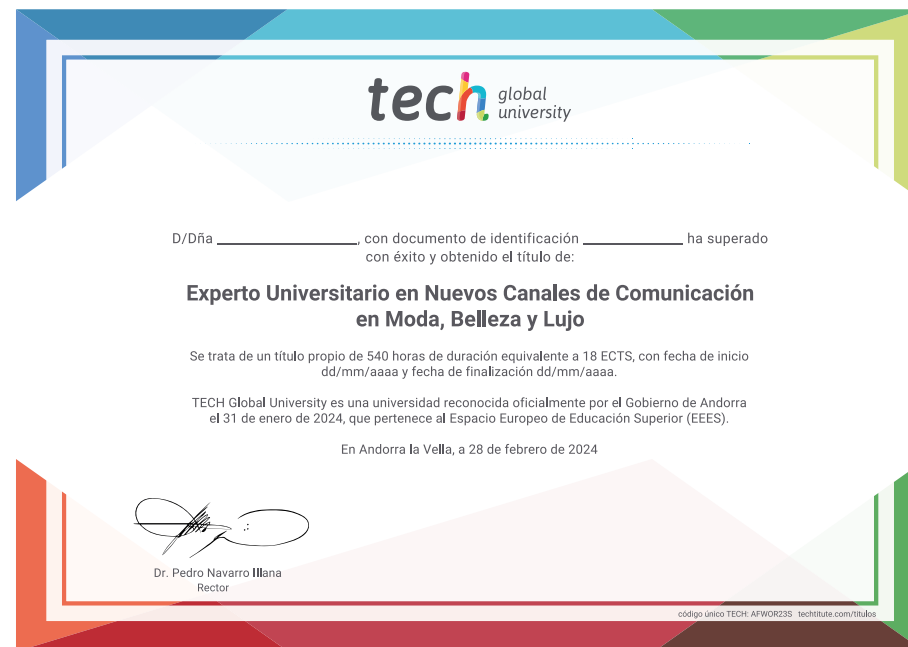 tech global university
D/Dña ____________________, con documento de identificación ______________ ha superado
con éxito y obtenido el título de:
Experto Universitario en Nuevos Canales de Comunicación
en Moda, Belleza y Lujo
Se trata de un título propio de 540 horas de duración equivalente a 18 ECTS, con fecha de inicio
dd/mm/aaaa y fecha de finalización dd/mm/aaaa.
TECH Global University es una universidad reconocida oficialmente por el Gobierno de Andorra
el 31 de enero de 2024, que pertenece al Espacio Europeo de Educación Superior (EEES).
En Andorra la Vella, a 28 de febrero de 2024
Dr. Pedro Navarro Illana
Rector
código único TECH: AFWOR23S techtitute.com/titulos